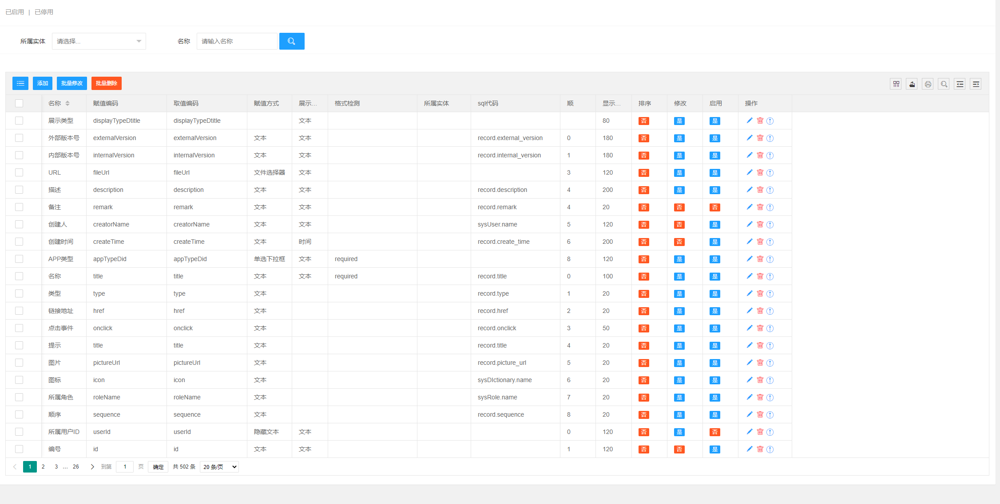 已启用 | 已停用
所属实体 请选择... 名称 请输入名称
添加 批量修改 批量删除
名称 赋值编码 取值编码 赋值方式 展示... 格式检测 所属实体 sql代码 顺 显示... 排序 修改 启用 操作
展示类型 displayTypeDtitle displayTypeDtitle 文本 80 否 是 是
外部版本号 externalVersion externalVersion 文本 文本 record.external_version 0 180 否 是 是
内部版本号 internalVersion internalVersion 文本 文本 record.internal_version 1 180 否 是 是
URL fileUrl fileUrl 文件选择器 文本 3 120 否 是 是
描述 description description 文本 文本 record.description 4 200 否 是 是
备注 remark remark 文本 文本 record.remark 4 20 否 否 否
创建人 creatorName creatorName 文本 文本 sysUser.name 5 120 否 否 是
创建时间 createTime createTime 文本 时间 record.create_time 6 200 否 否 是
APP类型 appTypeDid appTypeDid 单选下拉框 文本 required 8 120 否 是 是
名称 title title 文本 文本 required record.title 0 100 否 是 是
类型 type type 文本 record.type 1 20 否 是 是
链接地址 href href 文本 record.href 2 20 否 是 是
点击事件 onclick onclick 文本 record.onclick 3 50 否 是 是
提示 title title 文本 record.title 4 20 否 是 是
图片 pictureUrl pictureUrl 文本 record.picture_url 5 20 否 是 是
图标 icon icon 文本 sysDIctionary.name 6 20 否 是 是
所属角色 roleName roleName 文本 sysRole.name 7 20 否 是 是
顺序 sequence sequence 文本 record.sequence 8 20 否 是 是
所属用户ID userId userId 隐藏文本 文本 0 120 否 是 否
编号 id id 文本 文本 1 120 否 否 是
1 2 3 ... 26 到第 1 页 确定 共 502 条 20 条/页